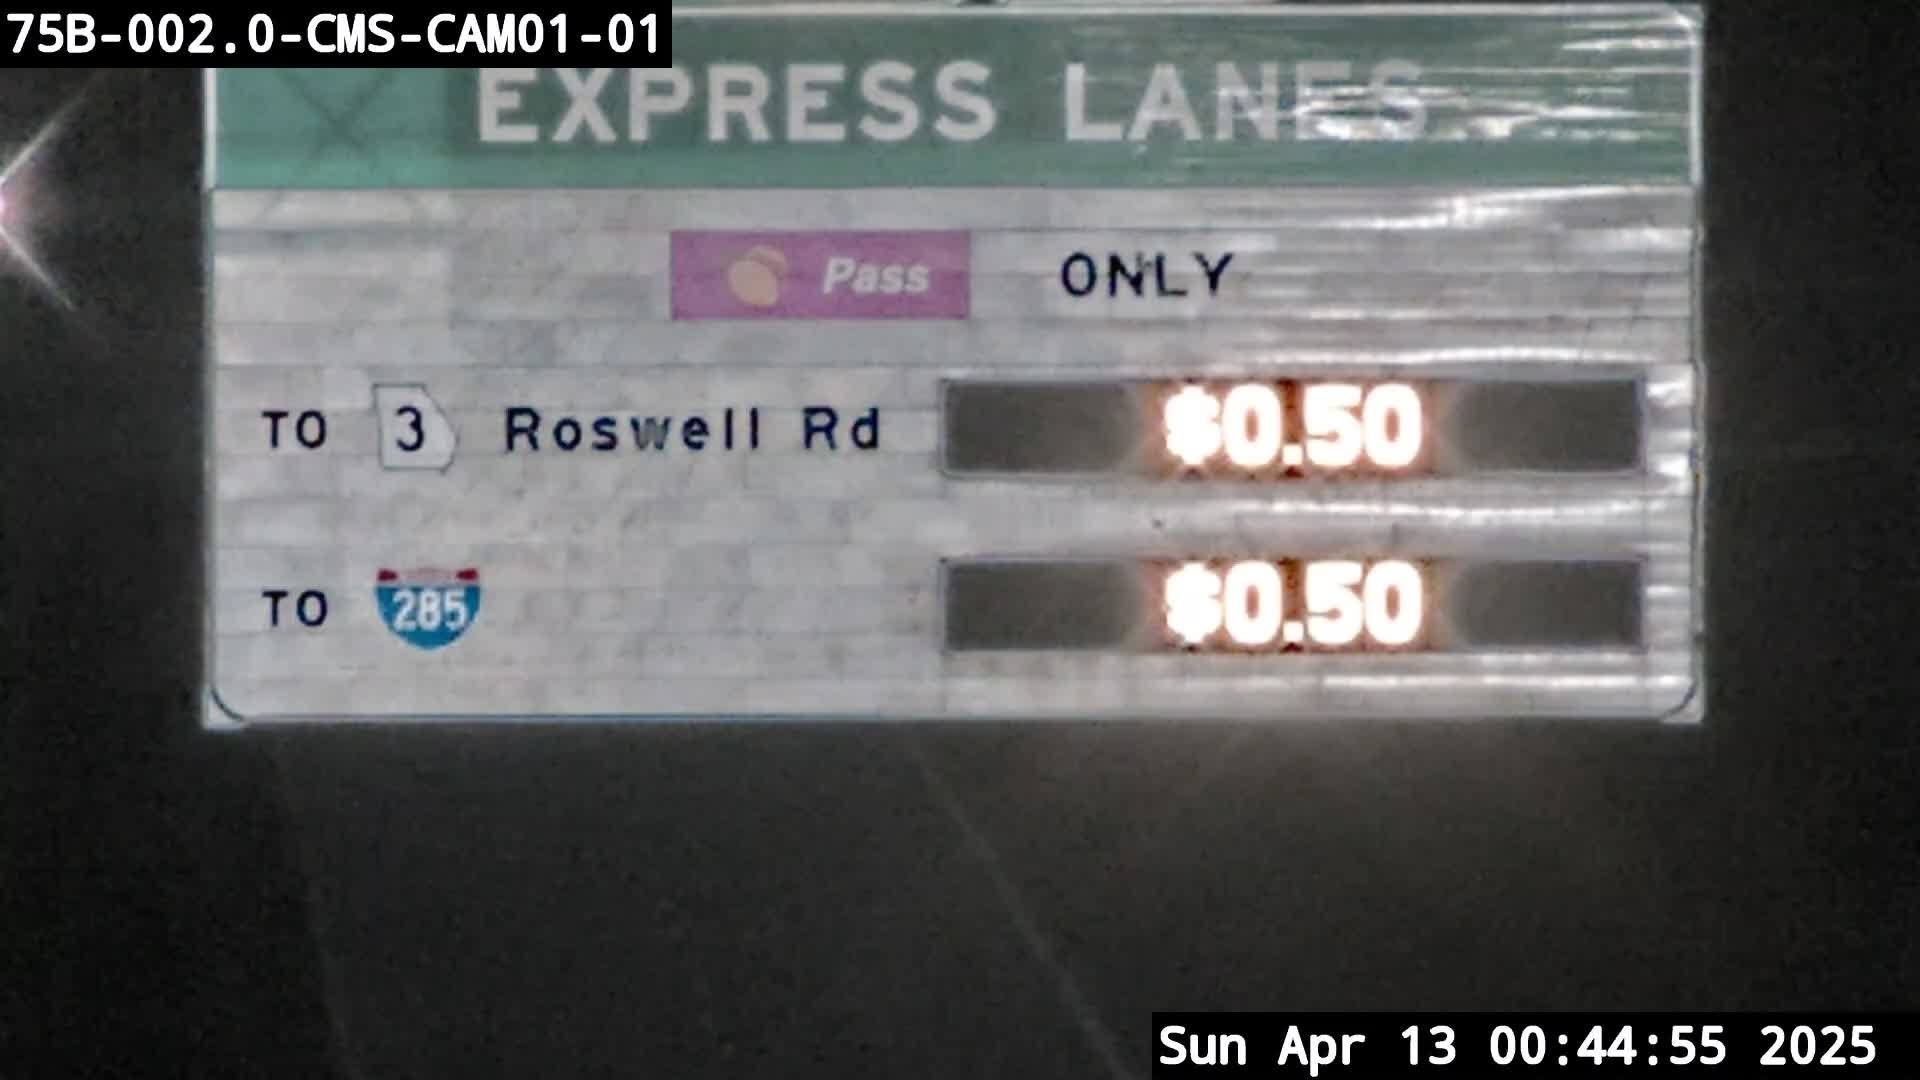 75B-002.0-CMS-CAM01-01
EXPRESS LANES
Pass ONLY
TO 3 Roswell Rd $0.50
TO 285 $0.50
Sun Apr 13 00:44:55 2025